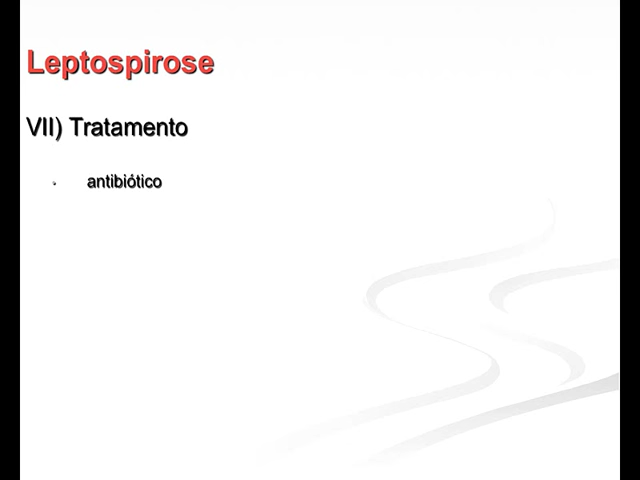 Leptospirose
VII) Tratamento
• antibiótico